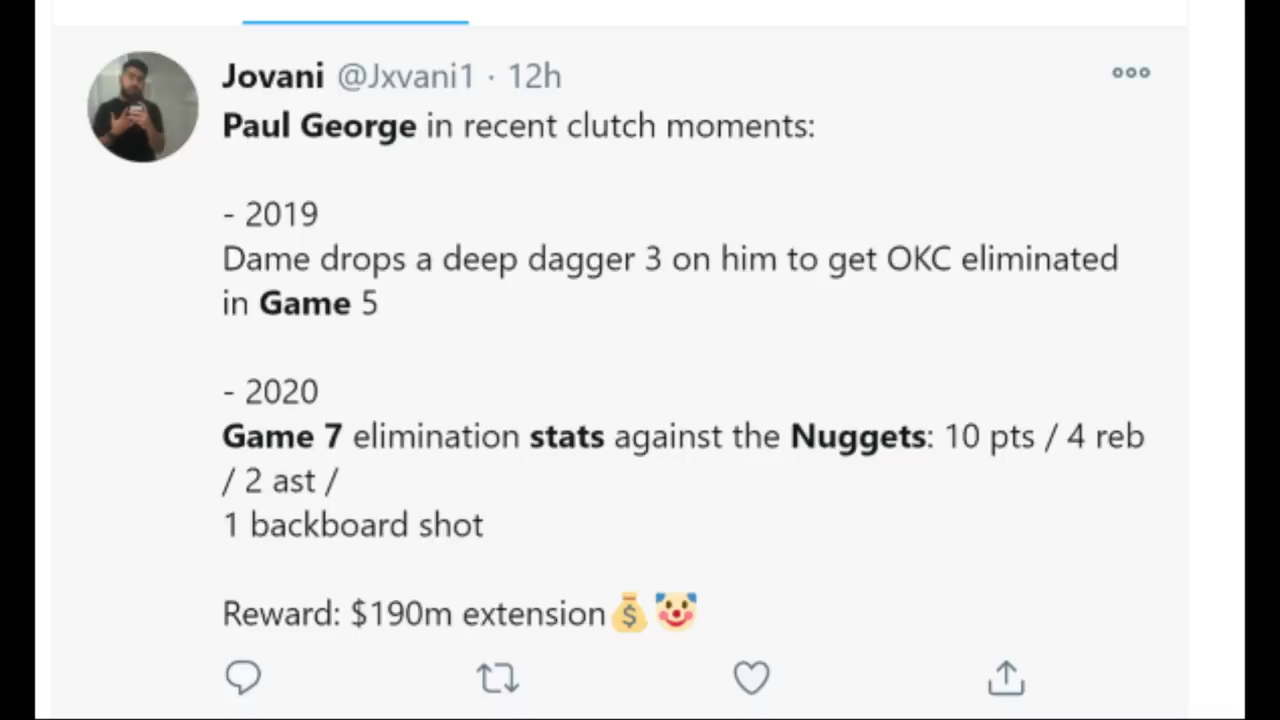 Jovani @Jxvani1 · 12h
Paul George in recent clutch moments:
- 2019
Dame drops a deep dagger 3 on him to get OKC eliminated
in Game 5
- 2020
Game 7 elimination stats against the Nuggets: 10 pts / 4 reb
/ 2 ast /
1 backboard shot
Reward: $190m extension💰🤡